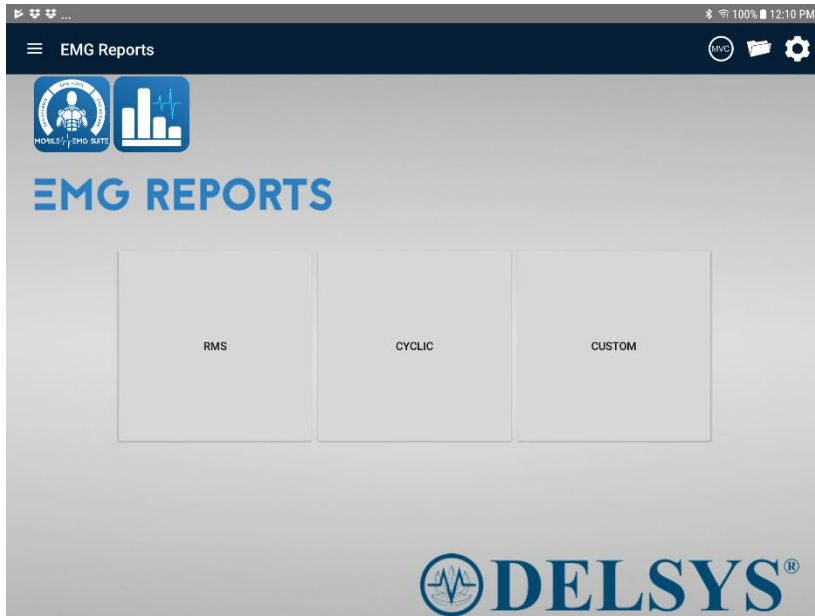 ... 100% 12:10 PM
EMG Reports MVC
MOBILE EMG SUITE
EMG REPORTS
RMS CYCLIC CUSTOM
DELSYS®